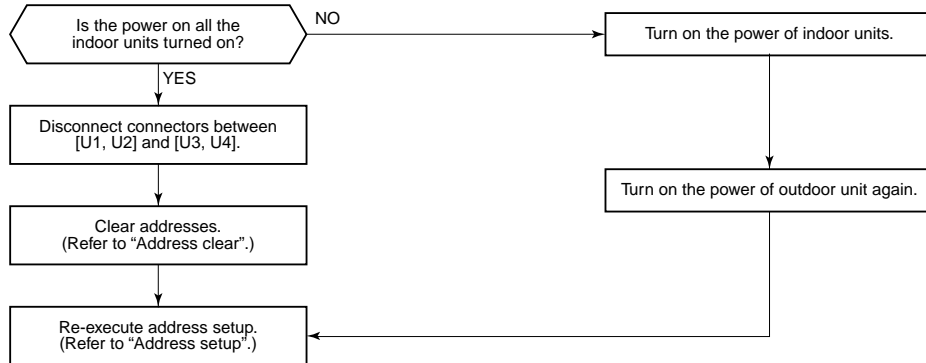 Is the power on all the
indoor units turned on?
NO
Turn on the power of indoor units.
YES
Disconnect connectors between
[U1, U2] and [U3, U4].
Turn on the power of outdoor unit again.
Clear addresses.
(Refer to “Address clear”.)
Re-execute address setup.
(Refer to “Address setup”.)